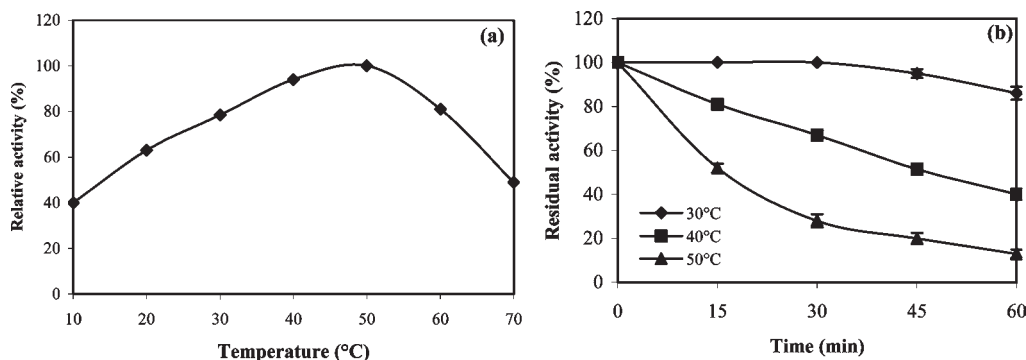 120
100
80
60
40
20
0
Relative activity (%)
(a)
10 20 30 40 50 60 70
Temperature (°C)
120
100
80
60
40
20
0
Residual activity (%)
(b)
30°C
40°C
50°C
0 15 30 45 60
Time (min)